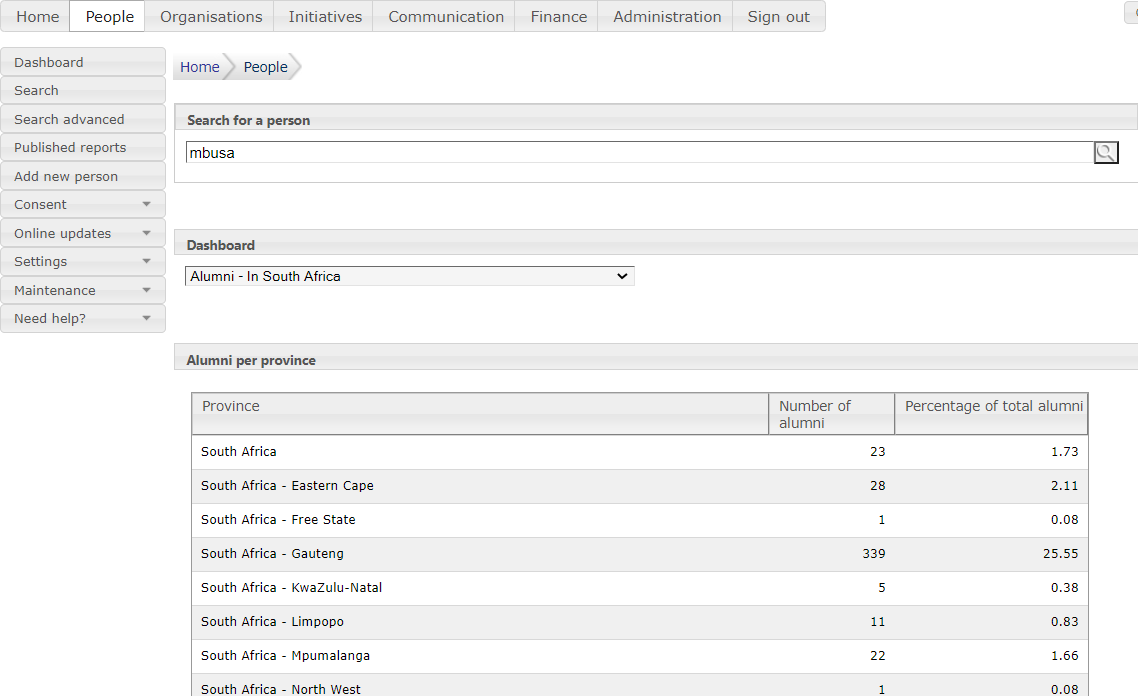 Home People Organisations Initiatives Communication Finance Administration Sign out
Dashboard
Search
Search advanced
Published reports
Add new person
Consent
Online updates
Settings
Maintenance
Need help?
Home People
Search for a person
mbusa
Dashboard
Alumni - In South Africa
Alumni per province
Province Number of alumni Percentage of total alumni
South Africa 23 1.73
South Africa - Eastern Cape 28 2.11
South Africa - Free State 1 0.08
South Africa - Gauteng 339 25.55
South Africa - KwaZulu-Natal 5 0.38
South Africa - Limpopo 11 0.83
South Africa - Mpumalanga 22 1.66
South Africa - North West 1 0.08